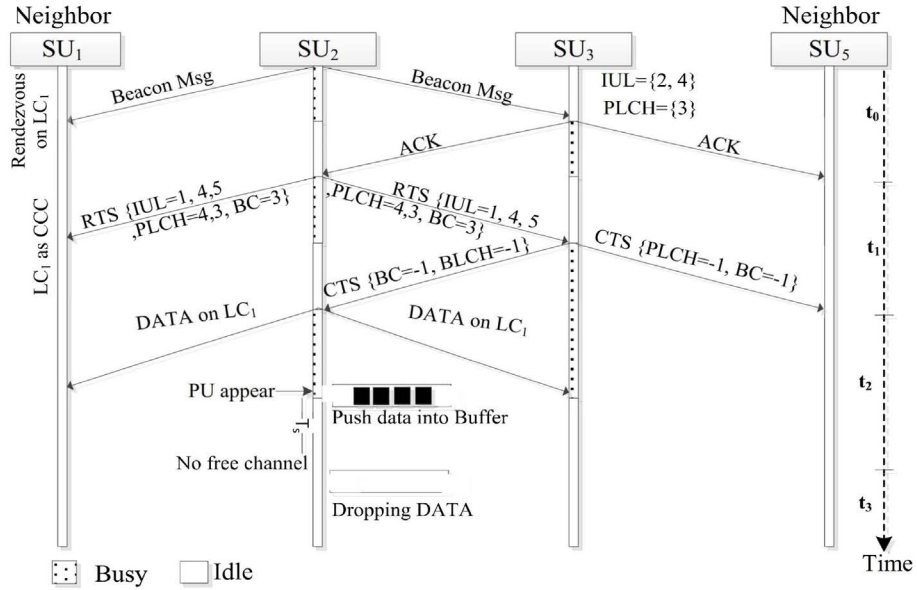 Neighbor
Neighbor
SU1
SU2
SU3
SU5
Rendezvous
on LC1
Beacon Msg
Beacon Msg
IUL={2, 4}
PLCH={3}
t0
ACK
ACK
LC1 as CCC
RTS {IUL=1, 4,5
,PLCH=4,3, BC=3}
RTS {IUL=1, 4, 5
,PLCH=4,3, BC=3}
CTS {PLCH=-1, BC=-1}
t1
CTS {BC=-1, BLCH=-1}
DATA on LC1
DATA on LC1
t2
PU appear
Push data into Buffer
Ts
No free channel
Dropping DATA
t3
Time
Busy
Idle